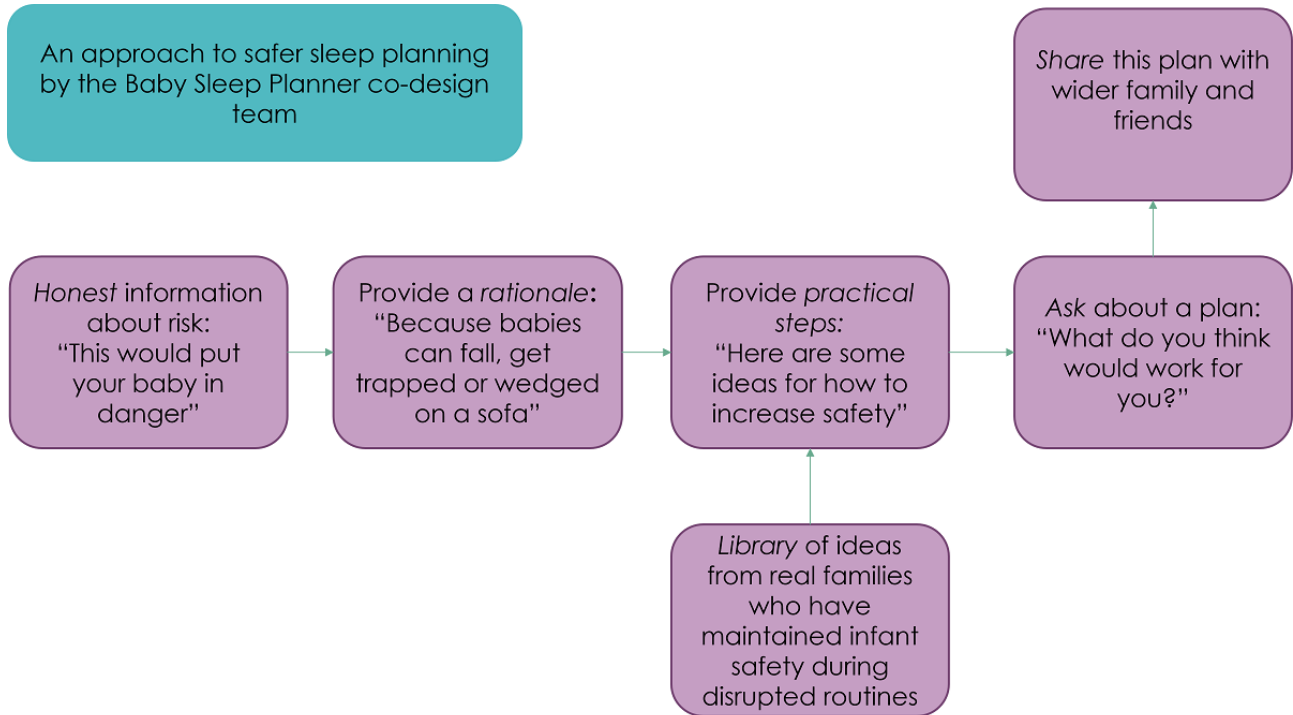 An approach to safer sleep planning
by the Baby Sleep Planner co-design
team
Share this plan with
wider family and
friends
Honest information
about risk:
“This would put
your baby in
danger”
Provide a rationale:
“Because babies
can fall, get
trapped or wedged
on a sofa”
Provide practical
steps:
“Here are some
ideas for how to
increase safety”
Ask about a plan:
“What do you think
would work for
you?”
Library of ideas
from real families
who have
maintained infant
safety during
disrupted routines